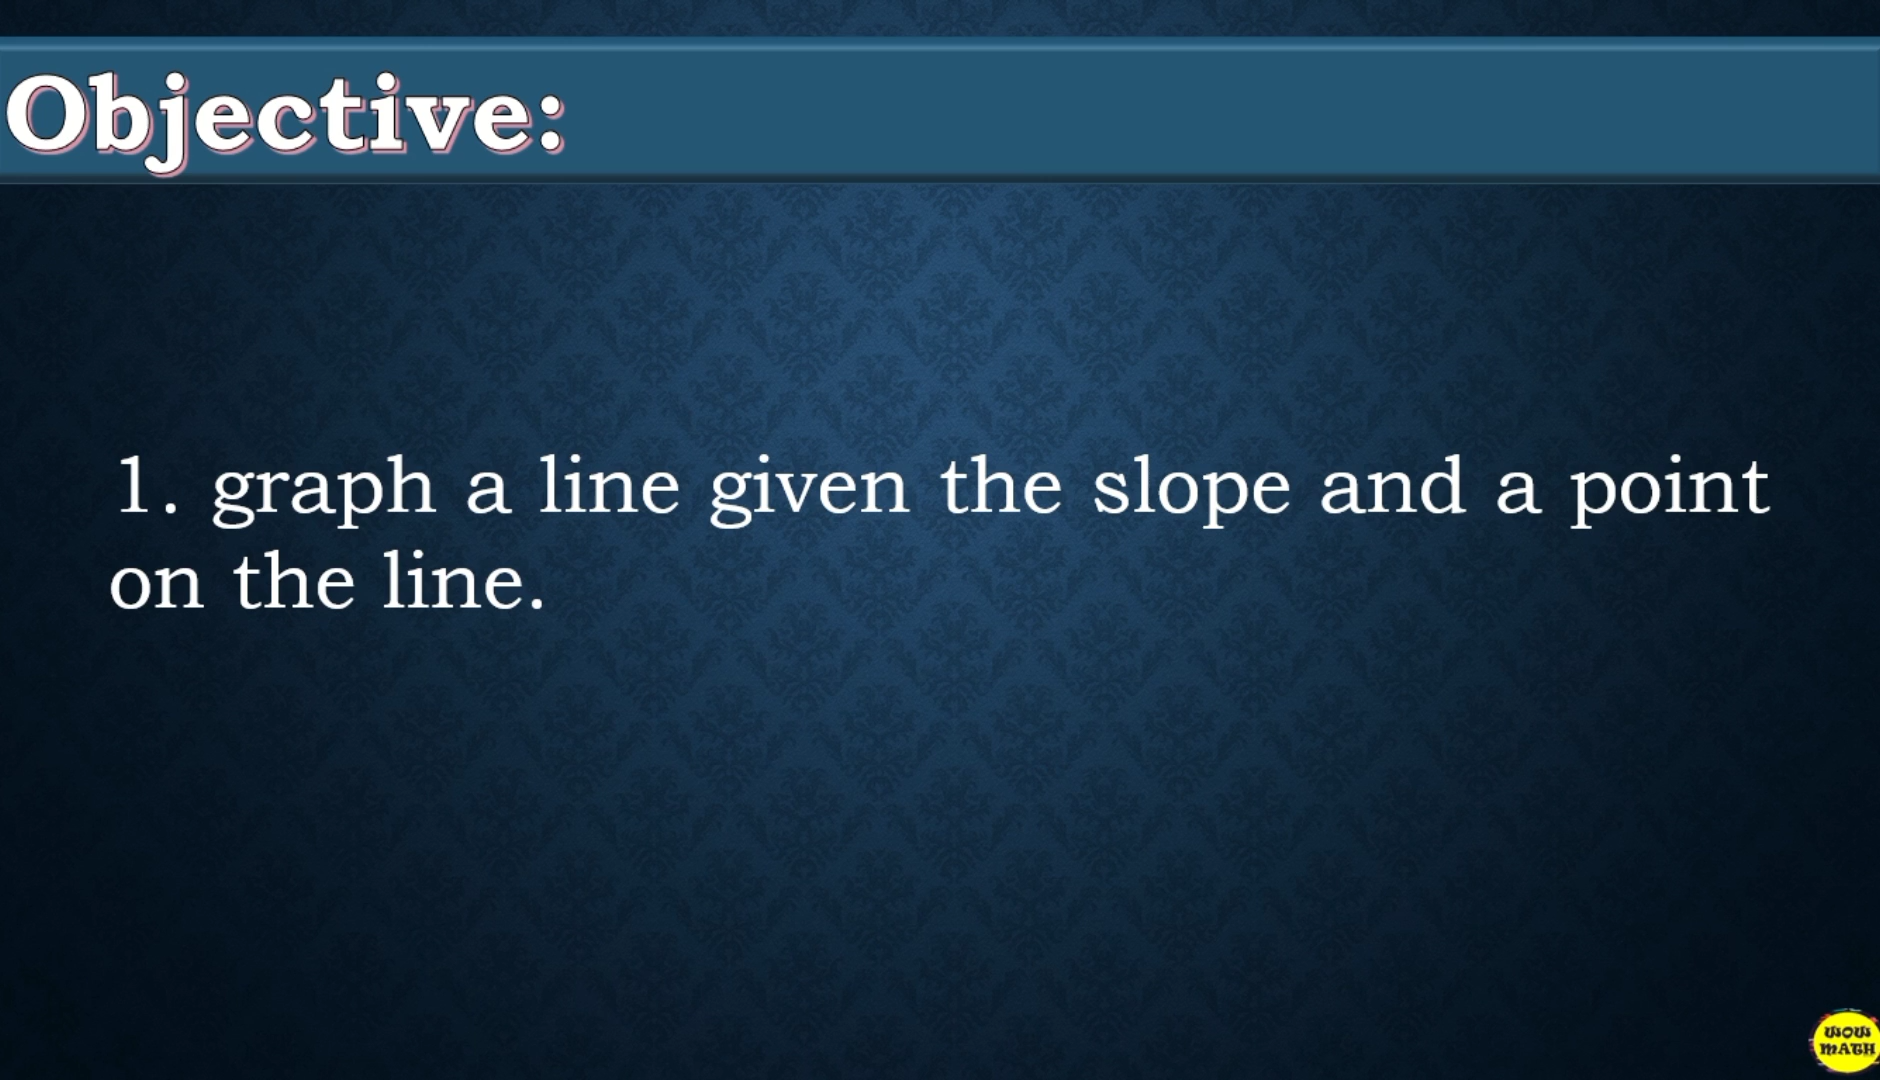 Objective:
1. graph a line given the slope and a point
on the line.
WOW
MATH